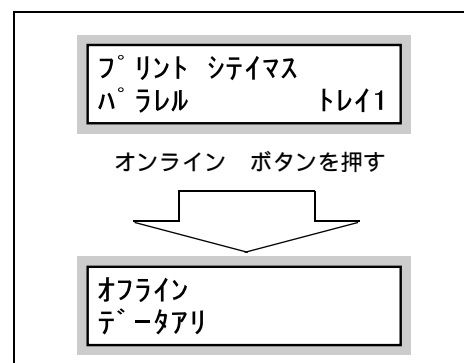 プリント シテイマス
パラレル トレイ1
オンライン ボタンを押す
オフライン
データアリ